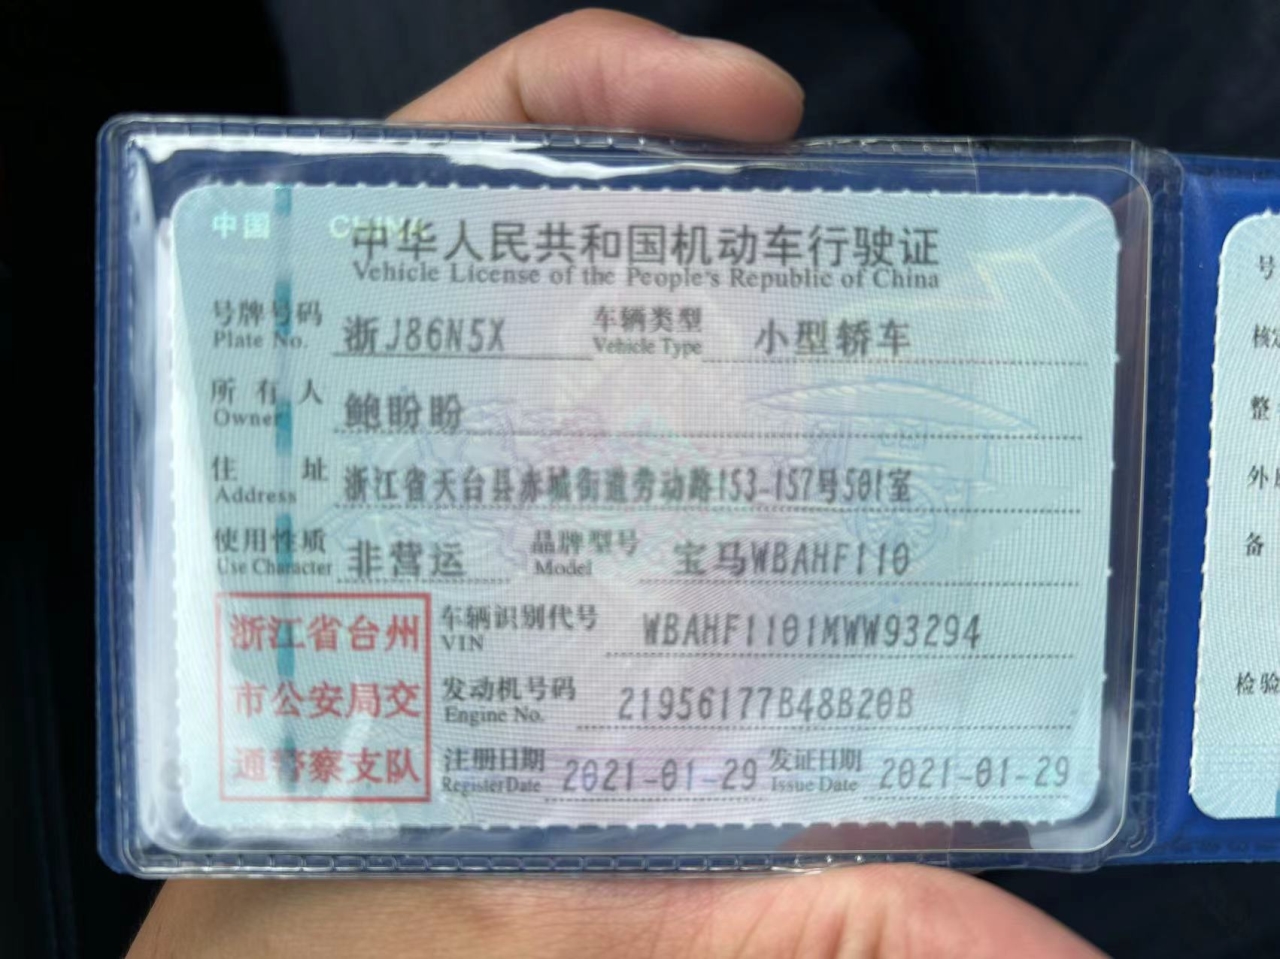 中国 CHINA
中华人民共和国机动车行驶证
Vehicle License of the People's Republic of China
号牌号码 浙J86N5X 车辆类型 小型轿车
Plate No. Vehicle Type
所有人 鲍盼盼
Owner
住址 浙江省天台县赤城街道劳动路153-157号501室
Address
使用性质 非营运 品牌型号 宝马WBAHF110
Use Character Model
浙江省台州
市公安局交
通警察支队
车辆识别代号 WBAHF1101MWW93294
VIN
发动机号码 21956177B48B20B
Engine No.
注册日期 2021-01-29 发证日期 2021-01-29
Register Date Issue Date
号
核定
整
外
备
检验